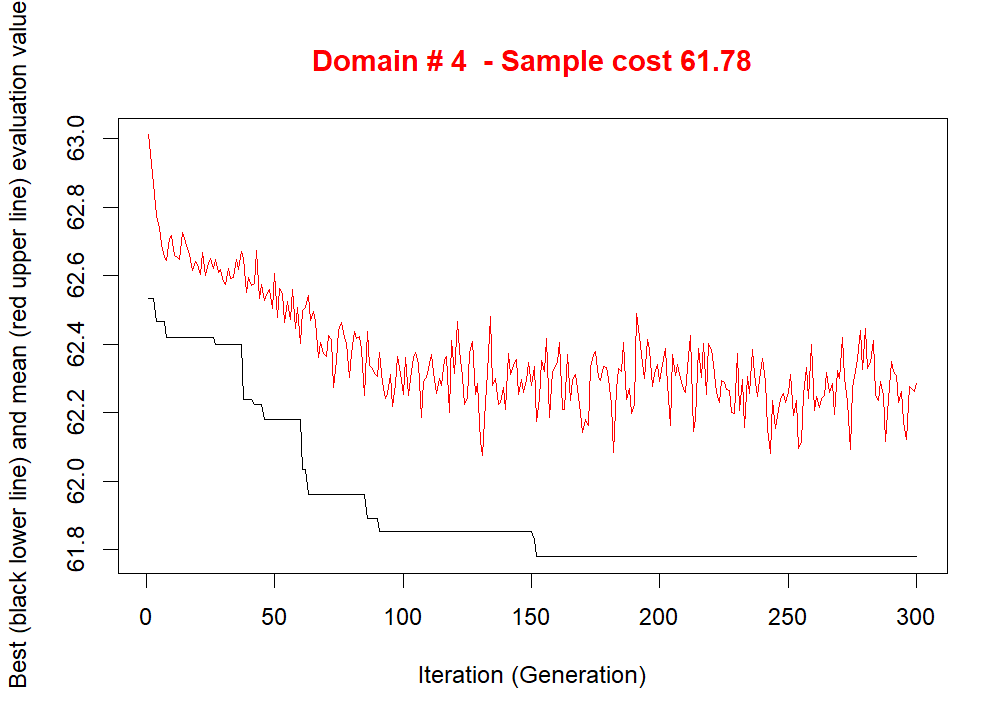 Domain # 4  - Sample cost 61.78
Best (black lower line) and mean (red upper line) evaluation value
63.0
62.8
62.6
62.4
62.2
62.0
61.8
0 50 100 150 200 250 300
Iteration (Generation)